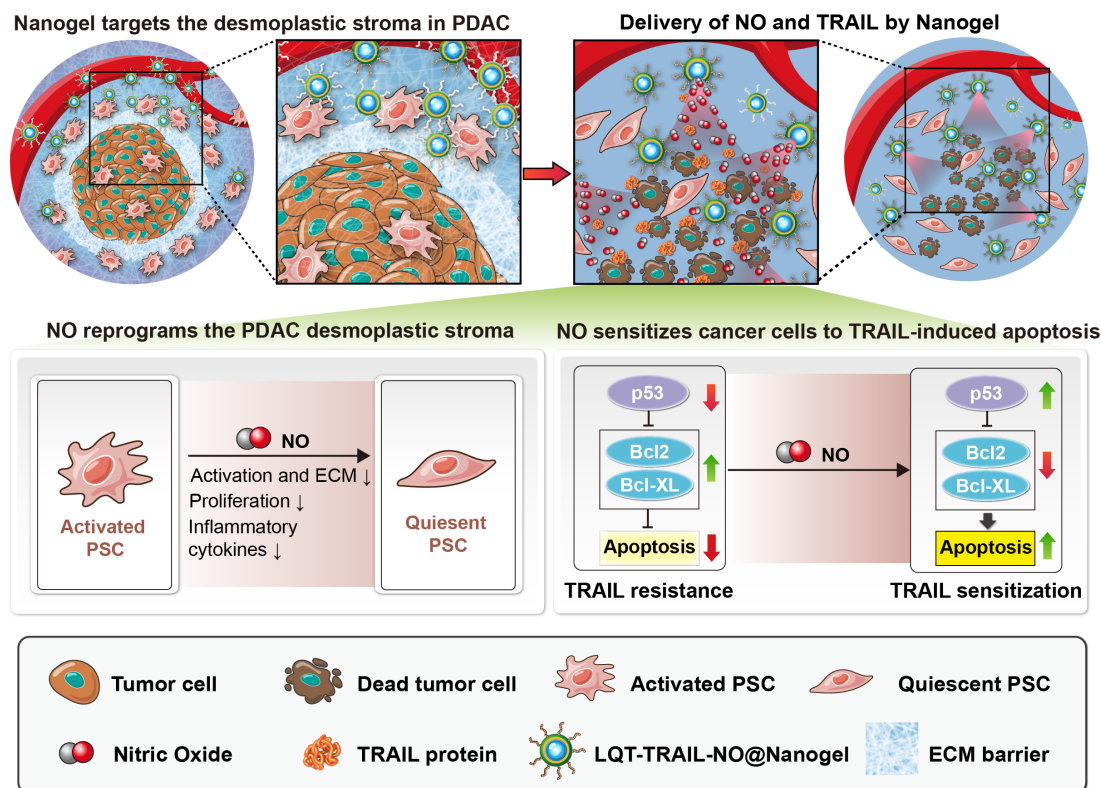 Nanogel targets the desmoplastic stroma in PDAC
Delivery of NO and TRAIL by Nanogel
NO reprograms the PDAC desmoplastic stroma
Activated
PSC
NO
Activation and ECM ↓
Proliferation ↓
Inflammatory
cytokines ↓
Quiesent
PSC
NO sensitizes cancer cells to TRAIL-induced apoptosis
p53
Bcl2
Bcl-XL
Apoptosis
TRAIL resistance
NO
p53
Bcl2
Bcl-XL
Apoptosis
TRAIL sensitization
Tumor cell
Dead tumor cell
Activated PSC
Quiescent PSC
Nitric Oxide
TRAIL protein
LQT-TRAIL-NO@Nanogel
ECM barrier